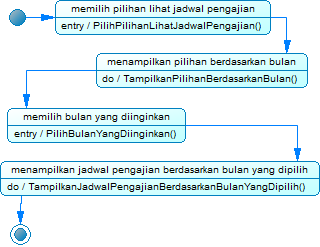 memilih pilihan lihat jadwal pengajian
entry / PilihPilihanLihatJadwalPengajian()
menampilkan pilihan berdasarkan bulan
do / TampilkanPilihanBerdasarkanBulan()
memilih bulan yang diinginkan
entry / PilihBulanYangDiinginkan()
menampilkan jadwal pengajian berdasarkan bulan yang dipilih
do / TampilkanJadwalPengajianBerdasarkanBulanYangDipilih()